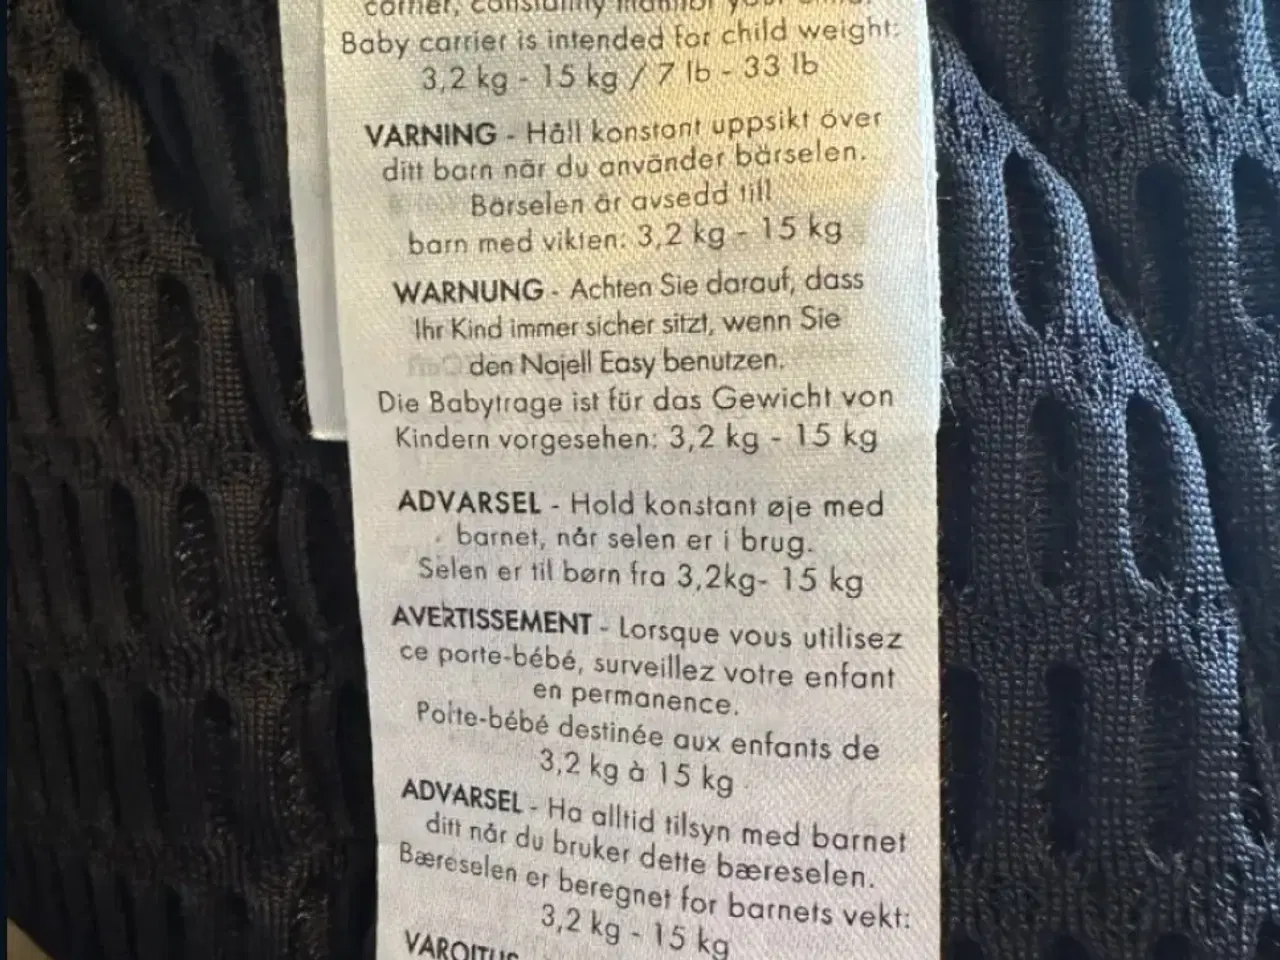 carrier, constantly monitor your child.
Baby carrier is intended for child weight:
3,2 kg - 15 kg / 7 lb - 33 lb
VARNING - Håll konstant uppsikt över
ditt barn när du använder bärselen.
Bärselen är avsedd till
barn med vikten: 3,2 kg - 15 kg
WARNUNG - Achten Sie darauf, dass
Ihr Kind immer sicher sitzt, wenn Sie
den Najell Easy benutzen.
Die Babytrage ist für das Gewicht von
Kindern vorgesehen: 3,2 kg - 15 kg
ADVARSEL - Hold konstant øje med
barnet, når selen er i brug.
Selen er til børn fra 3,2kg- 15 kg
AVERTISSEMENT - Lorsque vous utilisez
ce porte-bébé, surveillez votre enfant
en permanence.
Porte-bébé destinée aux enfants de
3,2 kg à 15 kg
ADVARSEL - Ha alltid tilsyn med barnet
ditt når du bruker dette bæreselen.
Bæreselen er beregnet for barnets vekt:
3,2 kg - 15 kg
VAROITUS